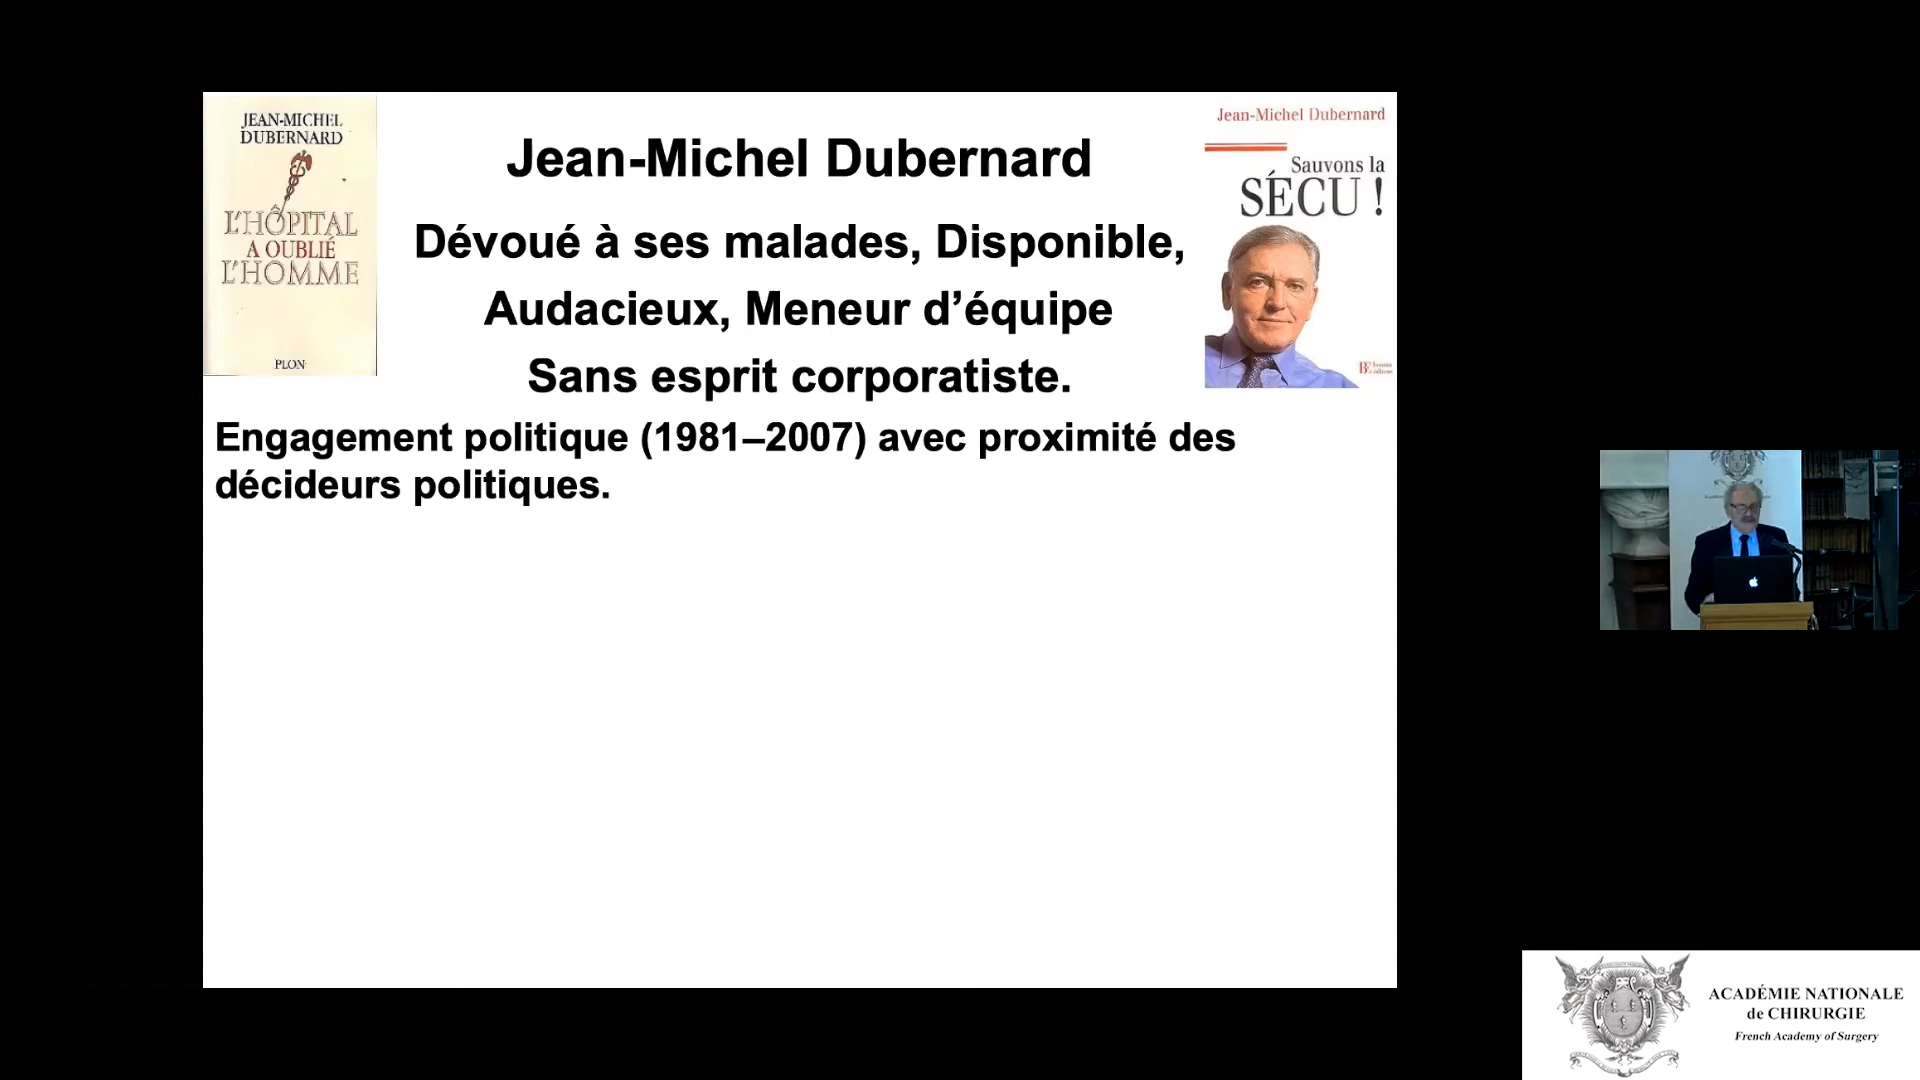 JEAN-MICHEL
DUBERNARD
L'HÔPITAL
A OUBLIÉ
L'HOMME
PLON
Jean-Michel Dubernard
Dévoué à ses malades, Disponible,
Audacieux, Meneur d’équipe
Sans esprit corporatiste.
Jean-Michel Dubernard
Sauvons la
SÉCU !
Engagement politique (1981–2007) avec proximité des
décideurs politiques.
ACADÉMIE NATIONALE
de CHIRURGIE
French Academy of Surgery